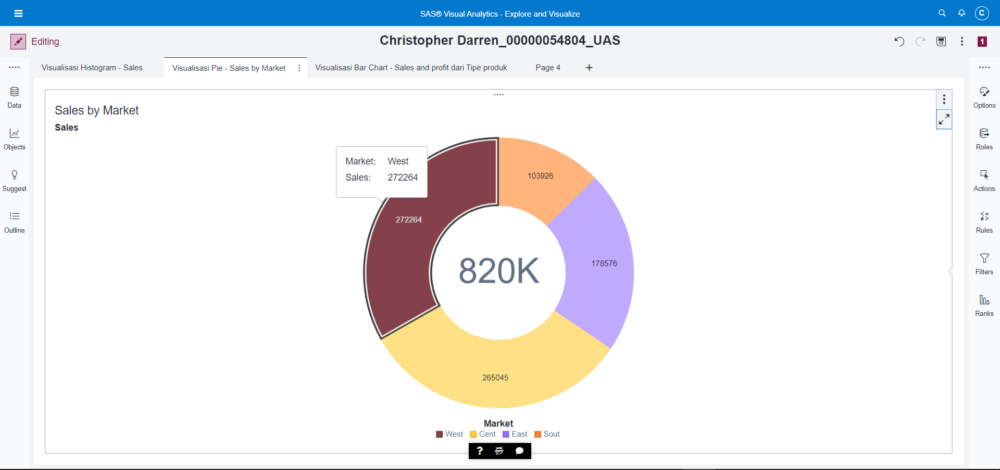 SAS® Visual Analytics - Explore and Visualize
C
Editing
Christopher Darren_00000054804_UAS
1
Visualisasi Histogram - Sales
Visualisasi Pie - Sales by Market
Visualisasi Bar Chart - Sales and profit dari Tipe produk
Page 4
+
Data
Objects
Suggest
Outline
Sales by Market
Sales
Market: West
Sales: 272264
103926
272264
178576
820K
265045
Market
West Cent East Sout
?
Options
Roles
Actions
Rules
Filters
Ranks